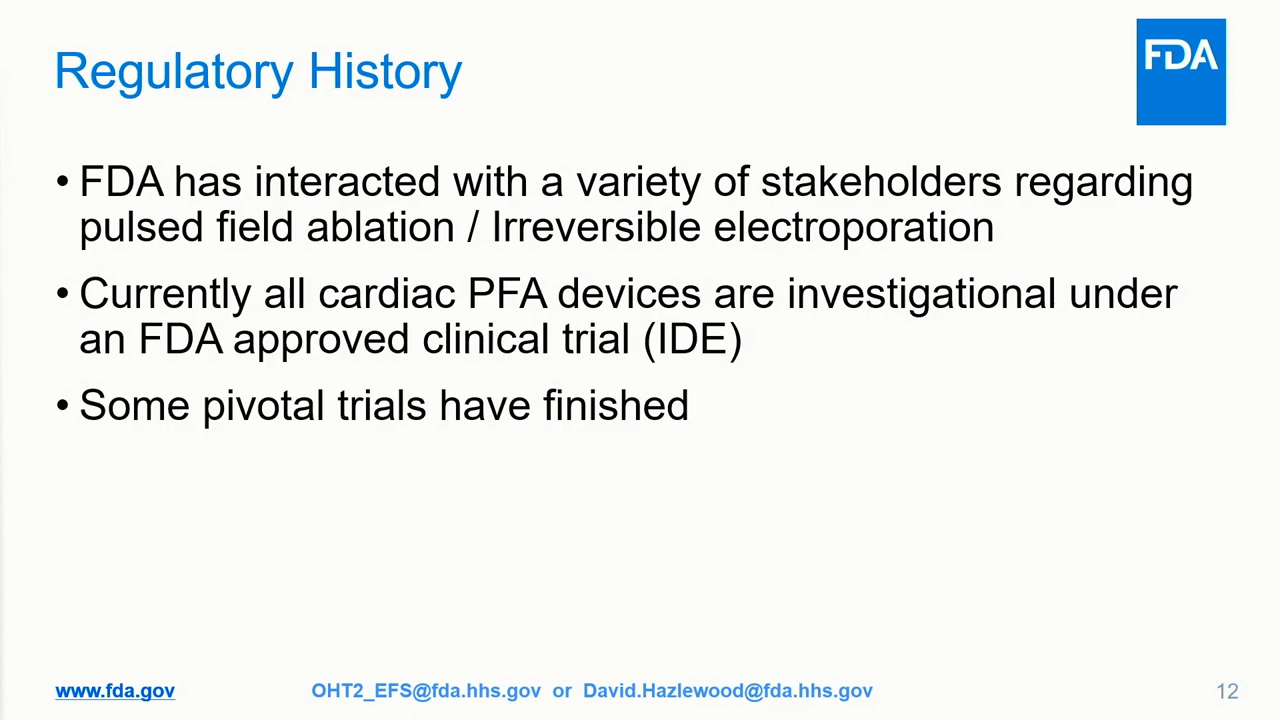 Regulatory History
FDA
• FDA has interacted with a variety of stakeholders regarding
pulsed field ablation / Irreversible electroporation
• Currently all cardiac PFA devices are investigational under
an FDA approved clinical trial (IDE)
• Some pivotal trials have finished
www.fda.gov
OHT2_EFS@fda.hhs.gov or David.Hazlewood@fda.hhs.gov
12